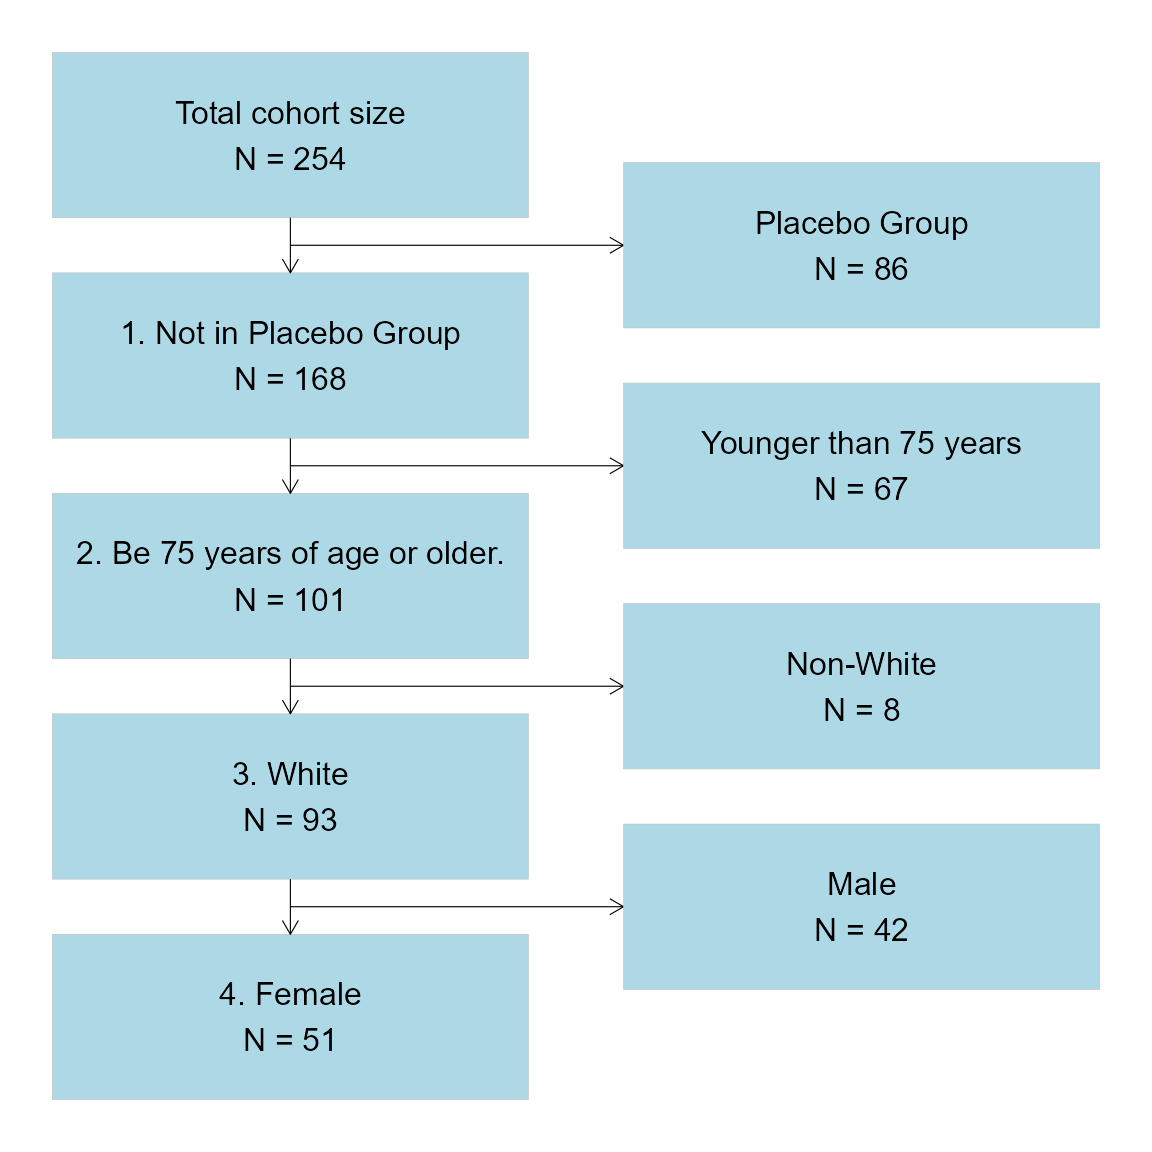 Total cohort size
N = 254
Placebo Group
N = 86
1. Not in Placebo Group
N = 168
Younger than 75 years
N = 67
2. Be 75 years of age or older.
N = 101
Non-White
N = 8
3. White
N = 93
Male
N = 42
4. Female
N = 51